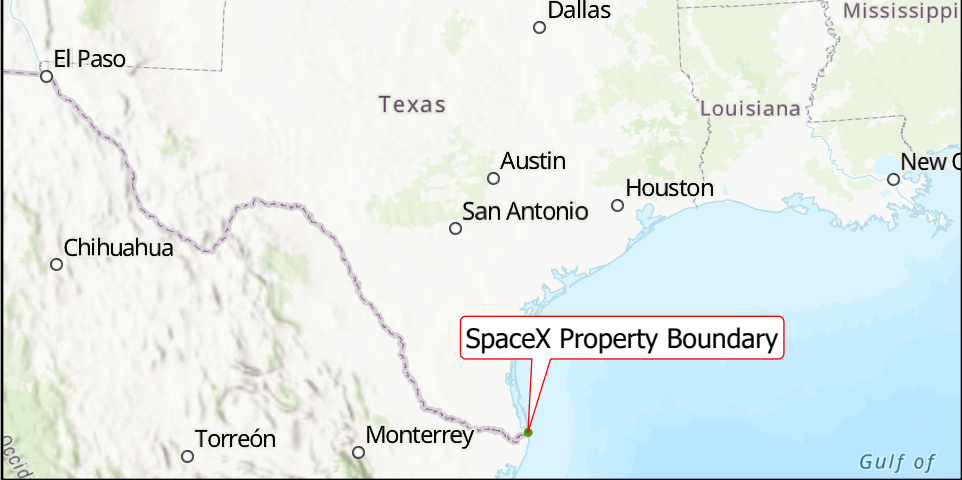 Dallas
Mississippi
El Paso
Texas
Louisiana
Austin
New O
Houston
San Antonio
Chihuahua
SpaceX Property Boundary
Torreón
Monterrey
Occid
Gulf of